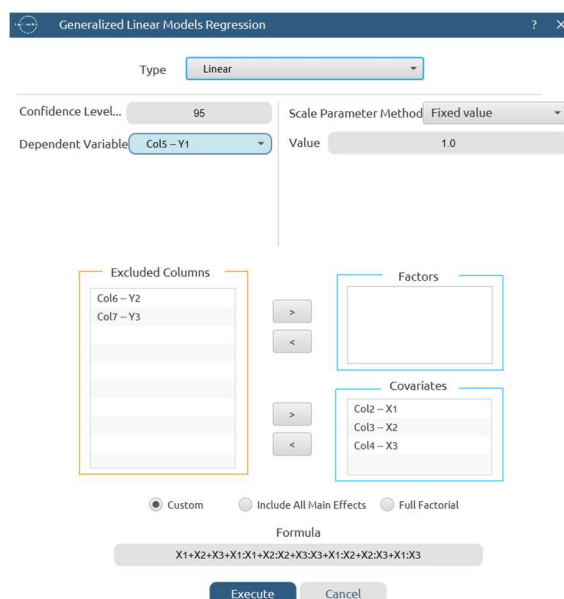 Generalized Linear Models Regression ? ×
Type Linear
Confidence Level... 95
Scale Parameter Method Fixed value
Dependent Variable Col5 -- Y1
Value 1.0
Excluded Columns
Col6 -- Y2
Col7 -- Y3
>
<
Factors
>
<
Covariates
Col2 -- X1
Col3 -- X2
Col4 -- X3
Custom Include All Main Effects Full Factorial
Formula
X1+X2+X3+X1:X1+X2:X2+X3:X3+X1:X2+X2:X3+X1:X3
Execute Cancel